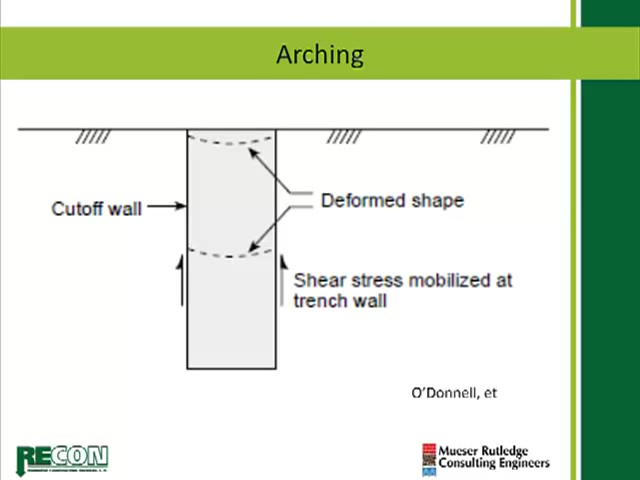 Arching
Cutoff wall
Deformed shape
Shear stress mobilized at
trench wall
O'Donnell, et
RECON
Mueser Rutledge
Consulting Engineers